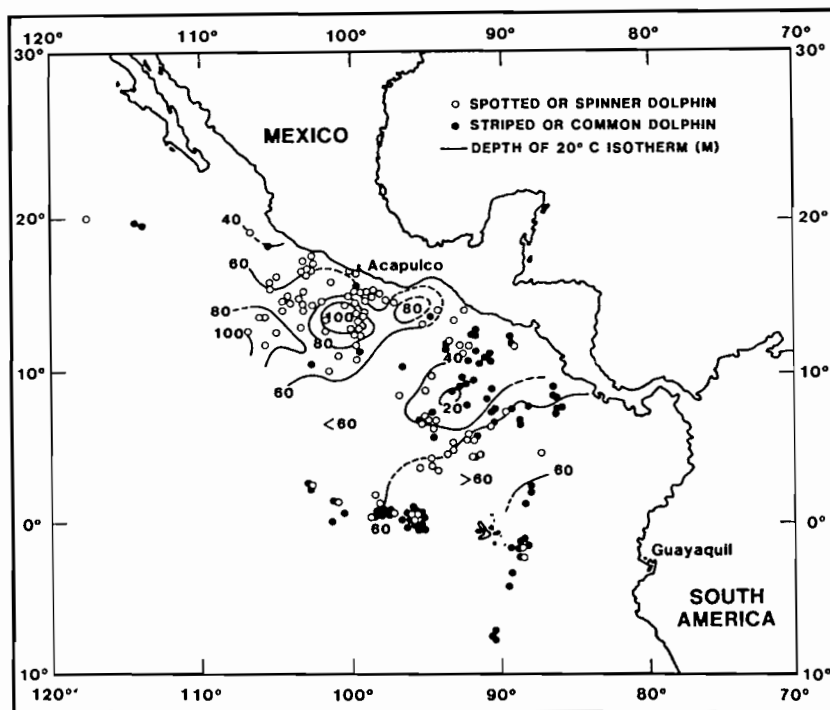 120° 110° 100° 90° 80° 70°
30° 30°
○ SPOTTED OR SPINNER DOLPHIN
MEXICO
● STRIPED OR COMMON DOLPHIN
— DEPTH OF 20° C ISOTHERM (M)
20° 20°
40
60
Acapulco
80
100
100
80
80
60
40
20
10° 10°
<60
>60
60
60
0° 0°
Guayaquil
SOUTH
AMERICA
10° 10°
120° 110° 100° 90° 80° 70°